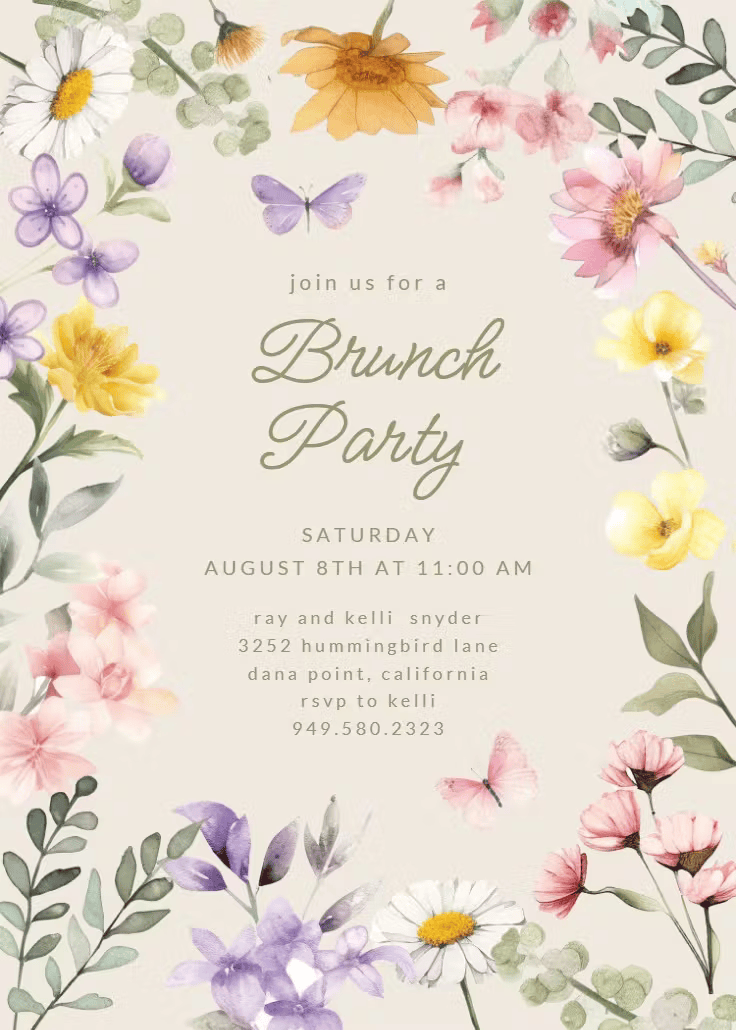 join us for a
Brunch
Party
SATURDAY
AUGUST 8TH AT 11:00 AM
ray and kelli snyder
3252 hummingbird lane
dana point, california
rsvp to kelli
949.580.2323